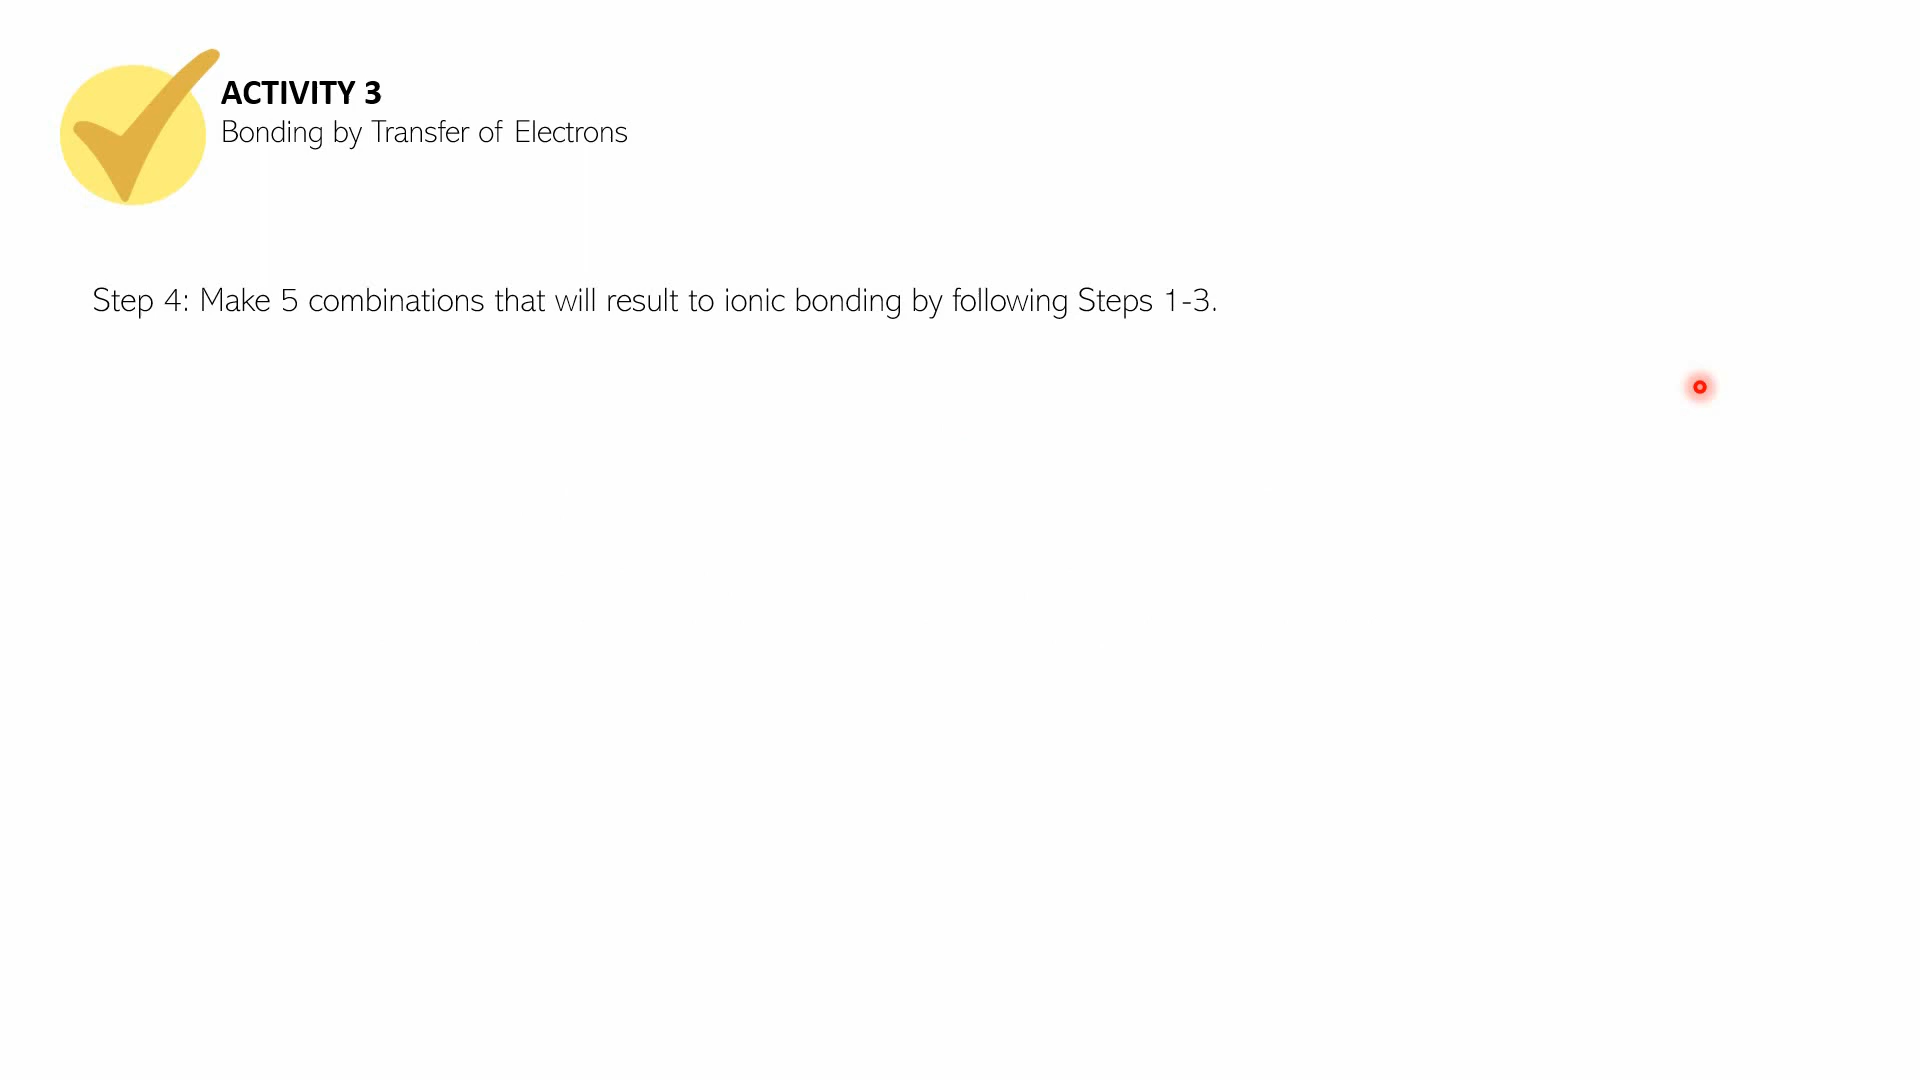 ACTIVITY 3
Bonding by Transfer of Electrons
Step 4: Make 5 combinations that will result to ionic bonding by following Steps 1-3.